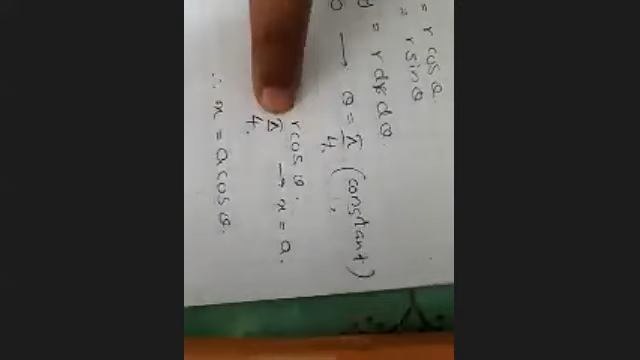 = r cos θ.
= r sin θ
= r dr dθ.
→ θ = π/4 (constant)
r cos θ.
π/4 → x = a.
∴ x = a cos θ.